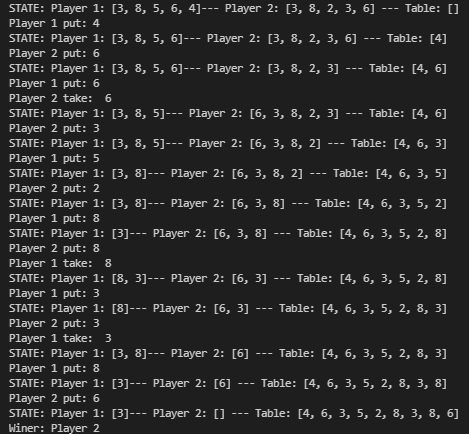 STATE: Player 1: [3, 8, 5, 6, 4]--- Player 2: [3, 8, 2, 3, 6] --- Table: []
Player 1 put: 4
STATE: Player 1: [3, 8, 5, 6]--- Player 2: [3, 8, 2, 3, 6] --- Table: [4]
Player 2 put: 6
STATE: Player 1: [3, 8, 5, 6]--- Player 2: [3, 8, 2, 3] --- Table: [4, 6]
Player 1 put: 6
Player 2 take:  6
STATE: Player 1: [3, 8, 5]--- Player 2: [6, 3, 8, 2, 3] --- Table: [4, 6]
Player 2 put: 3
STATE: Player 1: [3, 8, 5]--- Player 2: [6, 3, 8, 2] --- Table: [4, 6, 3]
Player 1 put: 5
STATE: Player 1: [3, 8]--- Player 2: [6, 3, 8, 2] --- Table: [4, 6, 3, 5]
Player 2 put: 2
STATE: Player 1: [3, 8]--- Player 2: [6, 3, 8] --- Table: [4, 6, 3, 5, 2]
Player 1 put: 8
STATE: Player 1: [3]--- Player 2: [6, 3, 8] --- Table: [4, 6, 3, 5, 2, 8]
Player 2 put: 8
Player 1 take:  8
STATE: Player 1: [8, 3]--- Player 2: [6, 3] --- Table: [4, 6, 3, 5, 2, 8]
Player 1 put: 3
STATE: Player 1: [8]--- Player 2: [6, 3] --- Table: [4, 6, 3, 5, 2, 8, 3]
Player 2 put: 3
Player 1 take:  3
STATE: Player 1: [3, 8]--- Player 2: [6] --- Table: [4, 6, 3, 5, 2, 8, 3]
Player 1 put: 8
STATE: Player 1: [3]--- Player 2: [6] --- Table: [4, 6, 3, 5, 2, 8, 3, 8]
Player 2 put: 6
STATE: Player 1: [3]--- Player 2: [] --- Table: [4, 6, 3, 5, 2, 8, 3, 8, 6]
Winer: Player 2